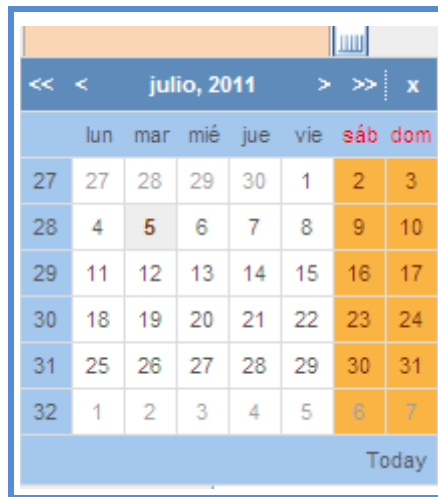 << < julio, 2011 > >> x
lun mar mié jue vie sáb dom
27 27 28 29 30 1 2 3
28 4 5 6 7 8 9 10
29 11 12 13 14 15 16 17
30 18 19 20 21 22 23 24
31 25 26 27 28 29 30 31
32 1 2 3 4 5 6 7
Today